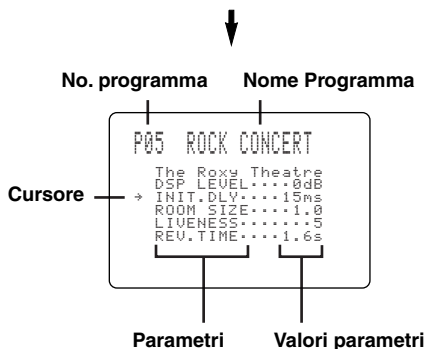 No. programma Nome Programma
P05 ROCK CONCERT
The Roxy Theatre
DSP LEVEL····0dB
Cursore → INIT.DLY····15ms
ROOM SIZE····1.0
LIVENESS·······5
REV.TIME····1.6s
Parametri Valori parametri